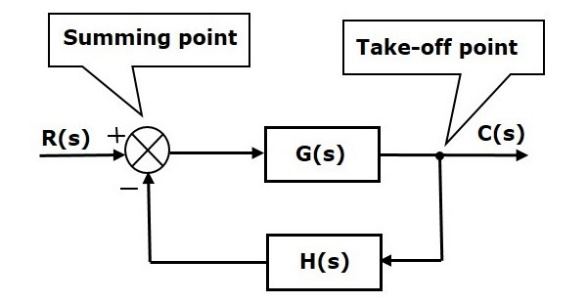 Summing point
Take-off point
R(s)
+
G(s)
C(s)
−
H(s)